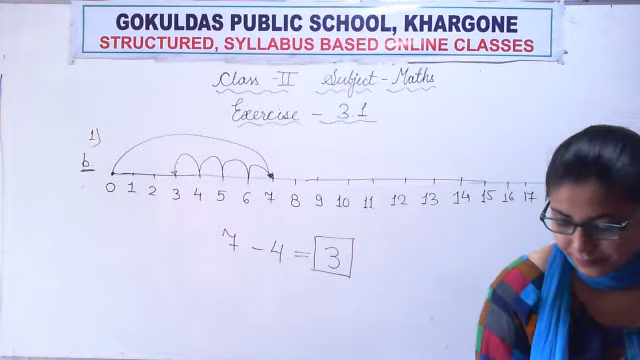 GOKULDAS PUBLIC SCHOOL, KHARGONE
STRUCTURED, SYLLABUS BASED ONLINE CLASSES
Class - II Subject - Maths
Exercise - 3.1
1)
b.
0 1 2 3 4 5 6 7 8 9 10 11 12 13 14 15 16 17
7 - 4 = 3